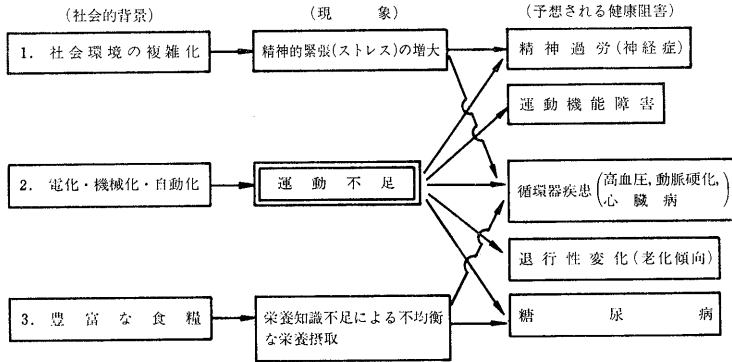 (社会的背景)
(現象)
(予想される健康阻害)
1. 社会環境の複雑化
精神的緊張(ストレス)の増大
精神過労(神経症)
運動機能障害
2. 電化・機械化・自動化
運動不足
循環器疾患(高血圧,動脈硬化,
心臓病)
退行性変化(老化傾向)
3. 豊富な食糧
栄養知識不足による不均衡
な栄養摂取
糖尿病